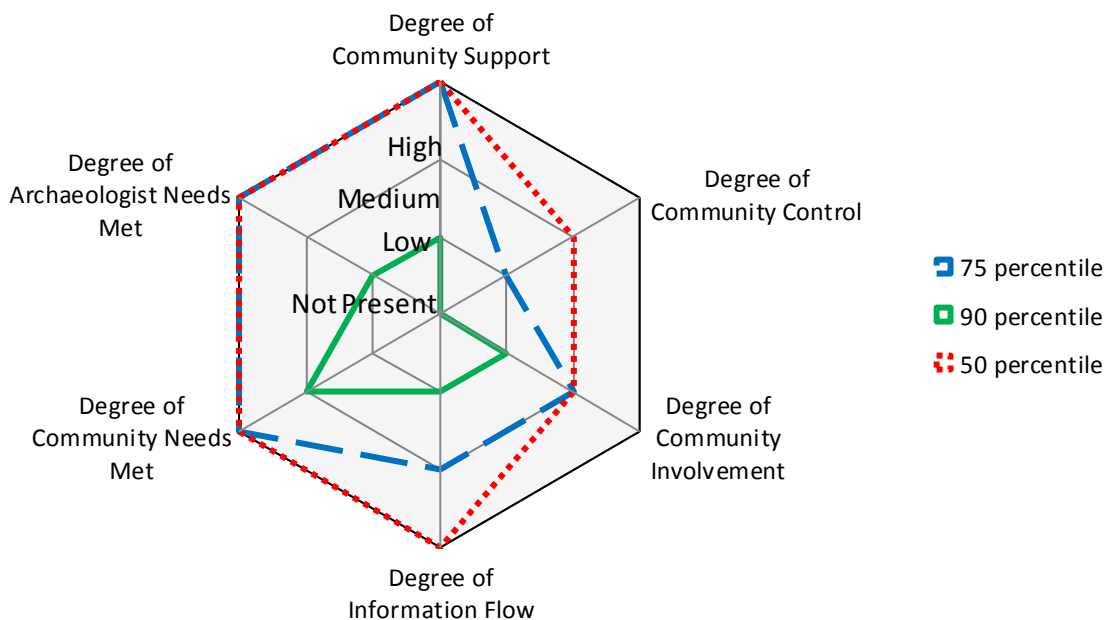 Degree of
Community Support
High
Medium
Low
Not Present
Degree of
Archaeologist Needs
Met
Degree of
Community Control
Degree of
Community Needs
Met
Degree of
Community
Involvement
Degree of
Information Flow
75 percentile
90 percentile
50 percentile